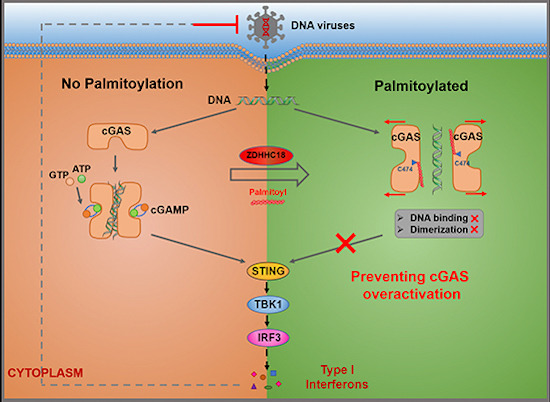 DNA viruses
No Palmitoylation
Palmitoylated
DNA
cGAS
cGAS
cGAS
ZDHHC18
Palmitoyl
GTP
ATP
C474
C474
cGAMP
➢ DNA binding
➢ Dimerization
STING
Preventing cGAS
overactivation
TBK1
IRF3
CYTOPLASM
Type I
Interferons